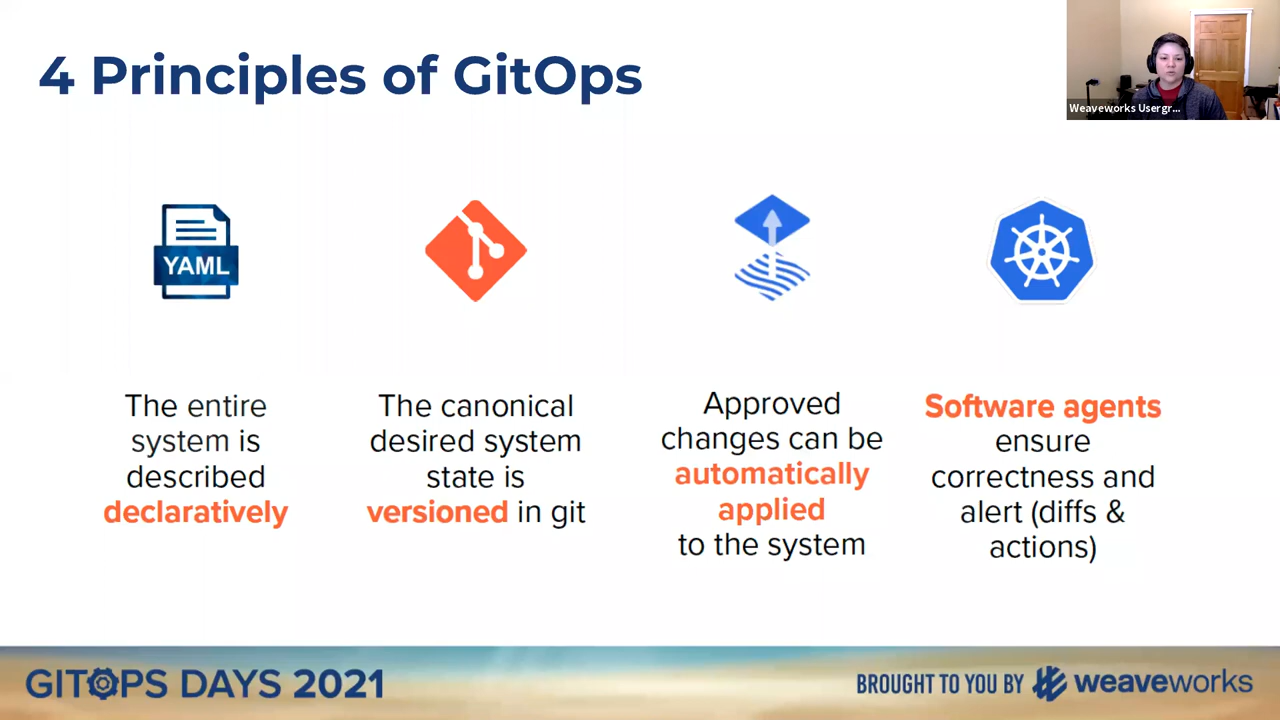 4 Principles of GitOps
Weaveworks Usergr...
YAML
The entire
system is
described
declaratively
The canonical
desired system
state is
versioned in git
Approved
changes can be
automatically
applied
to the system
Software agents
ensure
correctness and
alert (diffs &
actions)
GITOPS DAYS 2021
BROUGHT TO YOU BY weaveworks